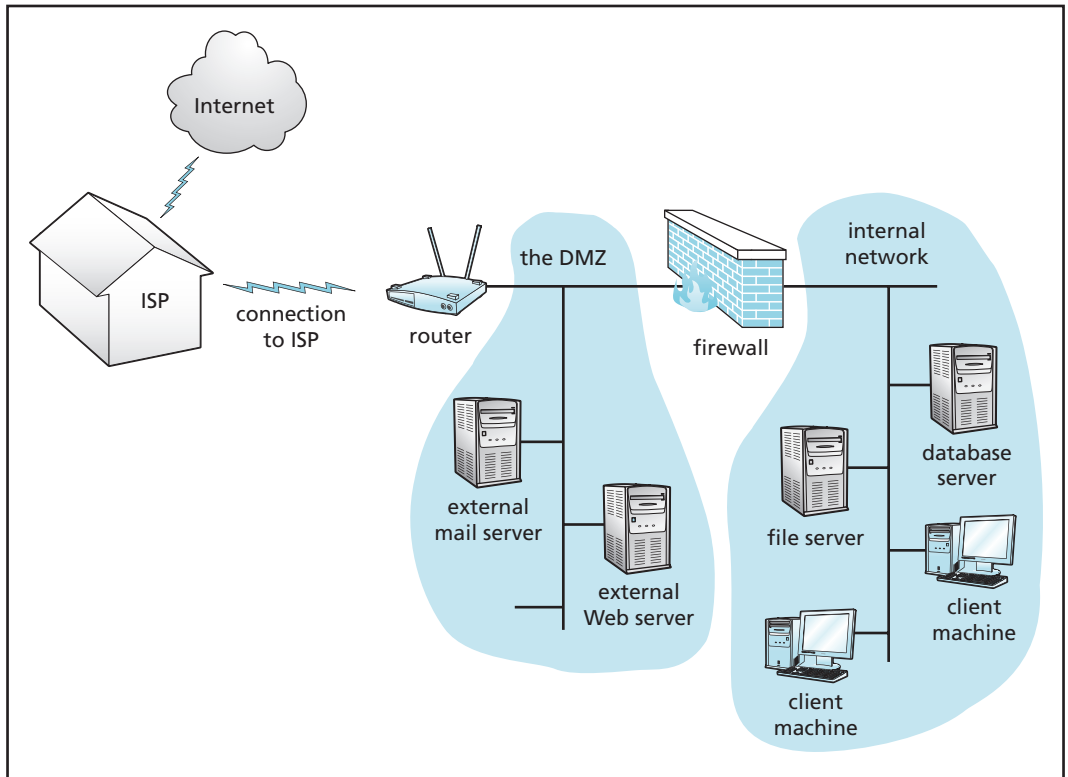 Internet
ISP
connection
to ISP
router
the DMZ
external
mail server
external
Web server
firewall
internal
network
database
server
file server
client
machine
client
machine